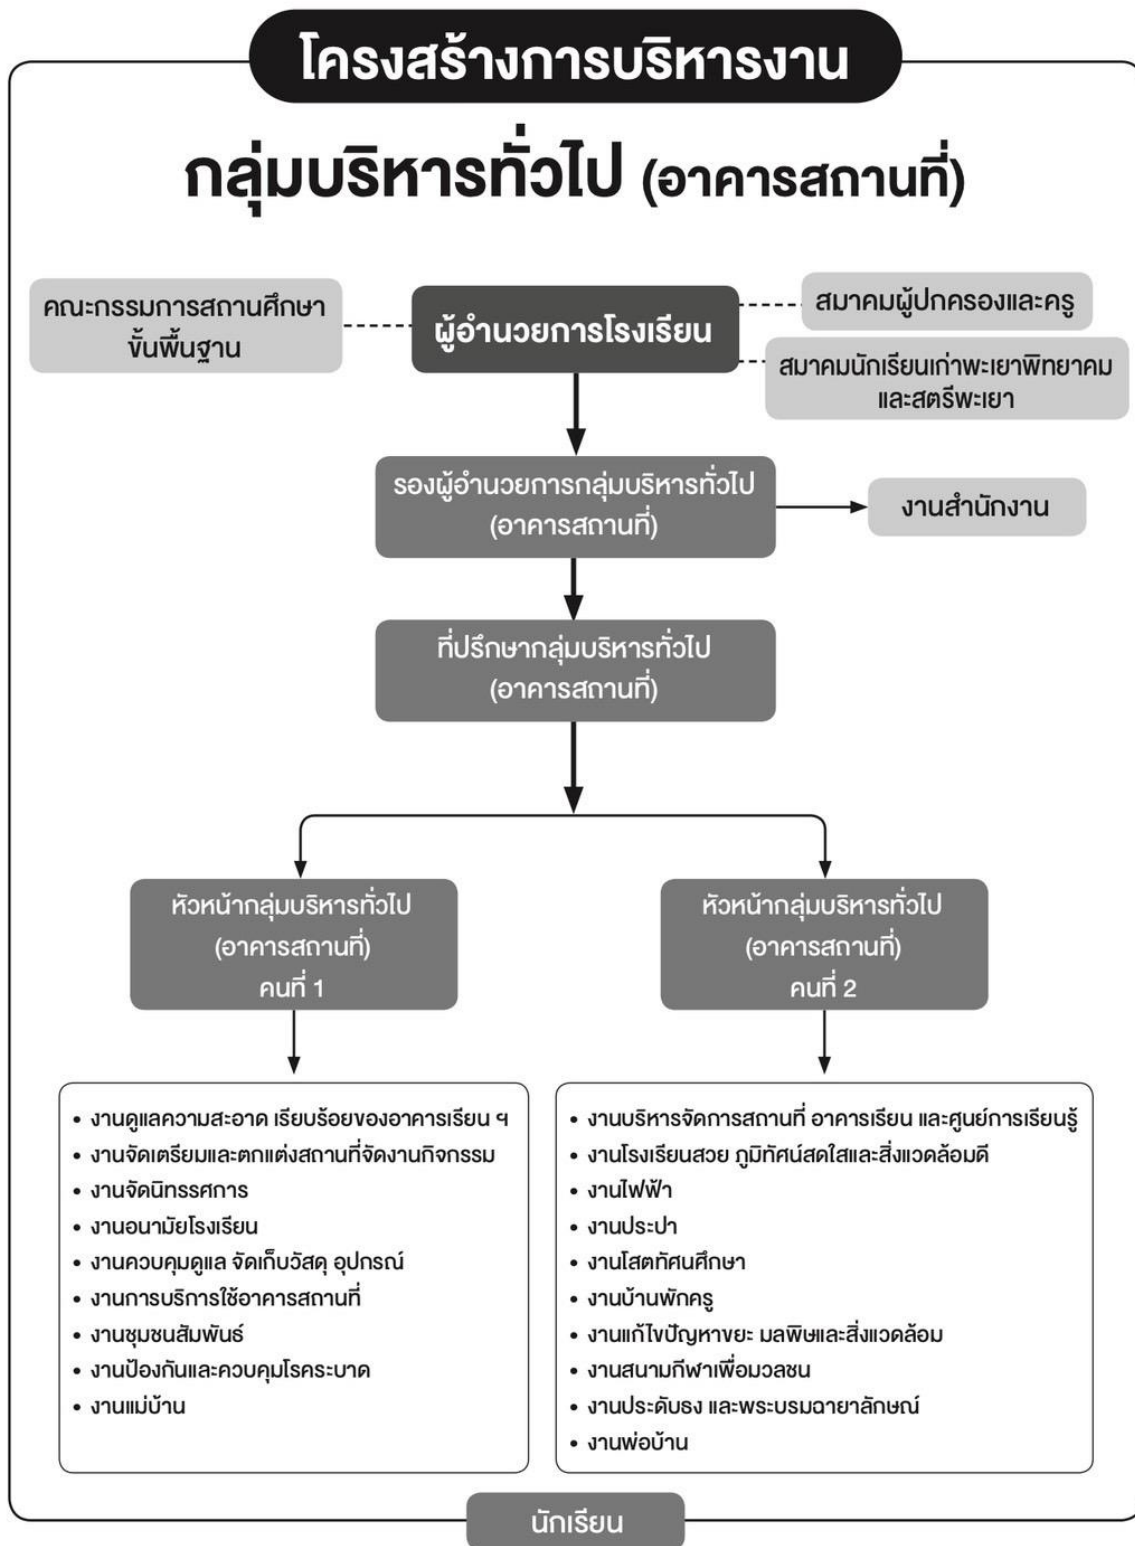 โครงสร้างการบริหารงาน
กลุ่มบริหารทั่วไป (อาคารสถานที่)
คณะกรรมการสถานศึกษา
ขั้นพื้นฐาน
ผู้อำนวยการโรงเรียน
สมาคมผู้ปกครองและครู
สมาคมนักเรียนเก่าพะเยาพิทยาคม
และสตรีพะเยา
รองผู้อำนวยการกลุ่มบริหารทั่วไป
(อาคารสถานที่)
งานสำนักงาน
ที่ปรึกษากลุ่มบริหารทั่วไป
(อาคารสถานที่)
หัวหน้ากลุ่มบริหารทั่วไป
(อาคารสถานที่)
คนที่ 1
หัวหน้ากลุ่มบริหารทั่วไป
(อาคารสถานที่)
คนที่ 2
• งานดูแลความสะอาด เรียบร้อยของอาคารเรียน ฯ
• งานจัดเตรียมและตกแต่งสถานที่จัดงานกิจกรรม
• งานจัดนิทรรศการ
• งานอนามัยโรงเรียน
• งานควบคุมดูแล จัดเก็บวัสดุ อุปกรณ์
• งานการบริการใช้อาคารสถานที่
• งานชุมชนสัมพันธ์
• งานป้องกันและควบคุมโรคระบาด
• งานแม่บ้าน
• งานบริหารจัดการสถานที่ อาคารเรียน และศูนย์การเรียนรู้
• งานโรงเรียนสวย ภูมิทัศน์สดใสและสิ่งแวดล้อมดี
• งานไฟฟ้า
• งานประปา
• งานโสตทัศนศึกษา
• งานบ้านพักครู
• งานแก้ไขปัญหาขยะ มลพิษและสิ่งแวดล้อม
• งานสนามกีฬาเพื่อมวลชน
• งานประดับธง และพระบรมฉายาลักษณ์
• งานพ่อบ้าน
นักเรียน